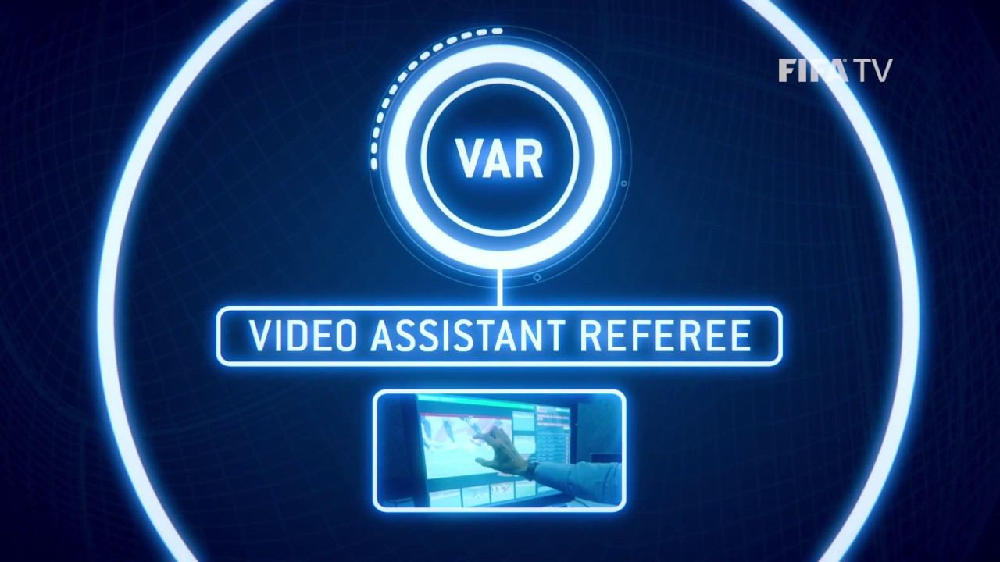 FIFA TV
VAR
VIDEO ASSISTANT REFEREE